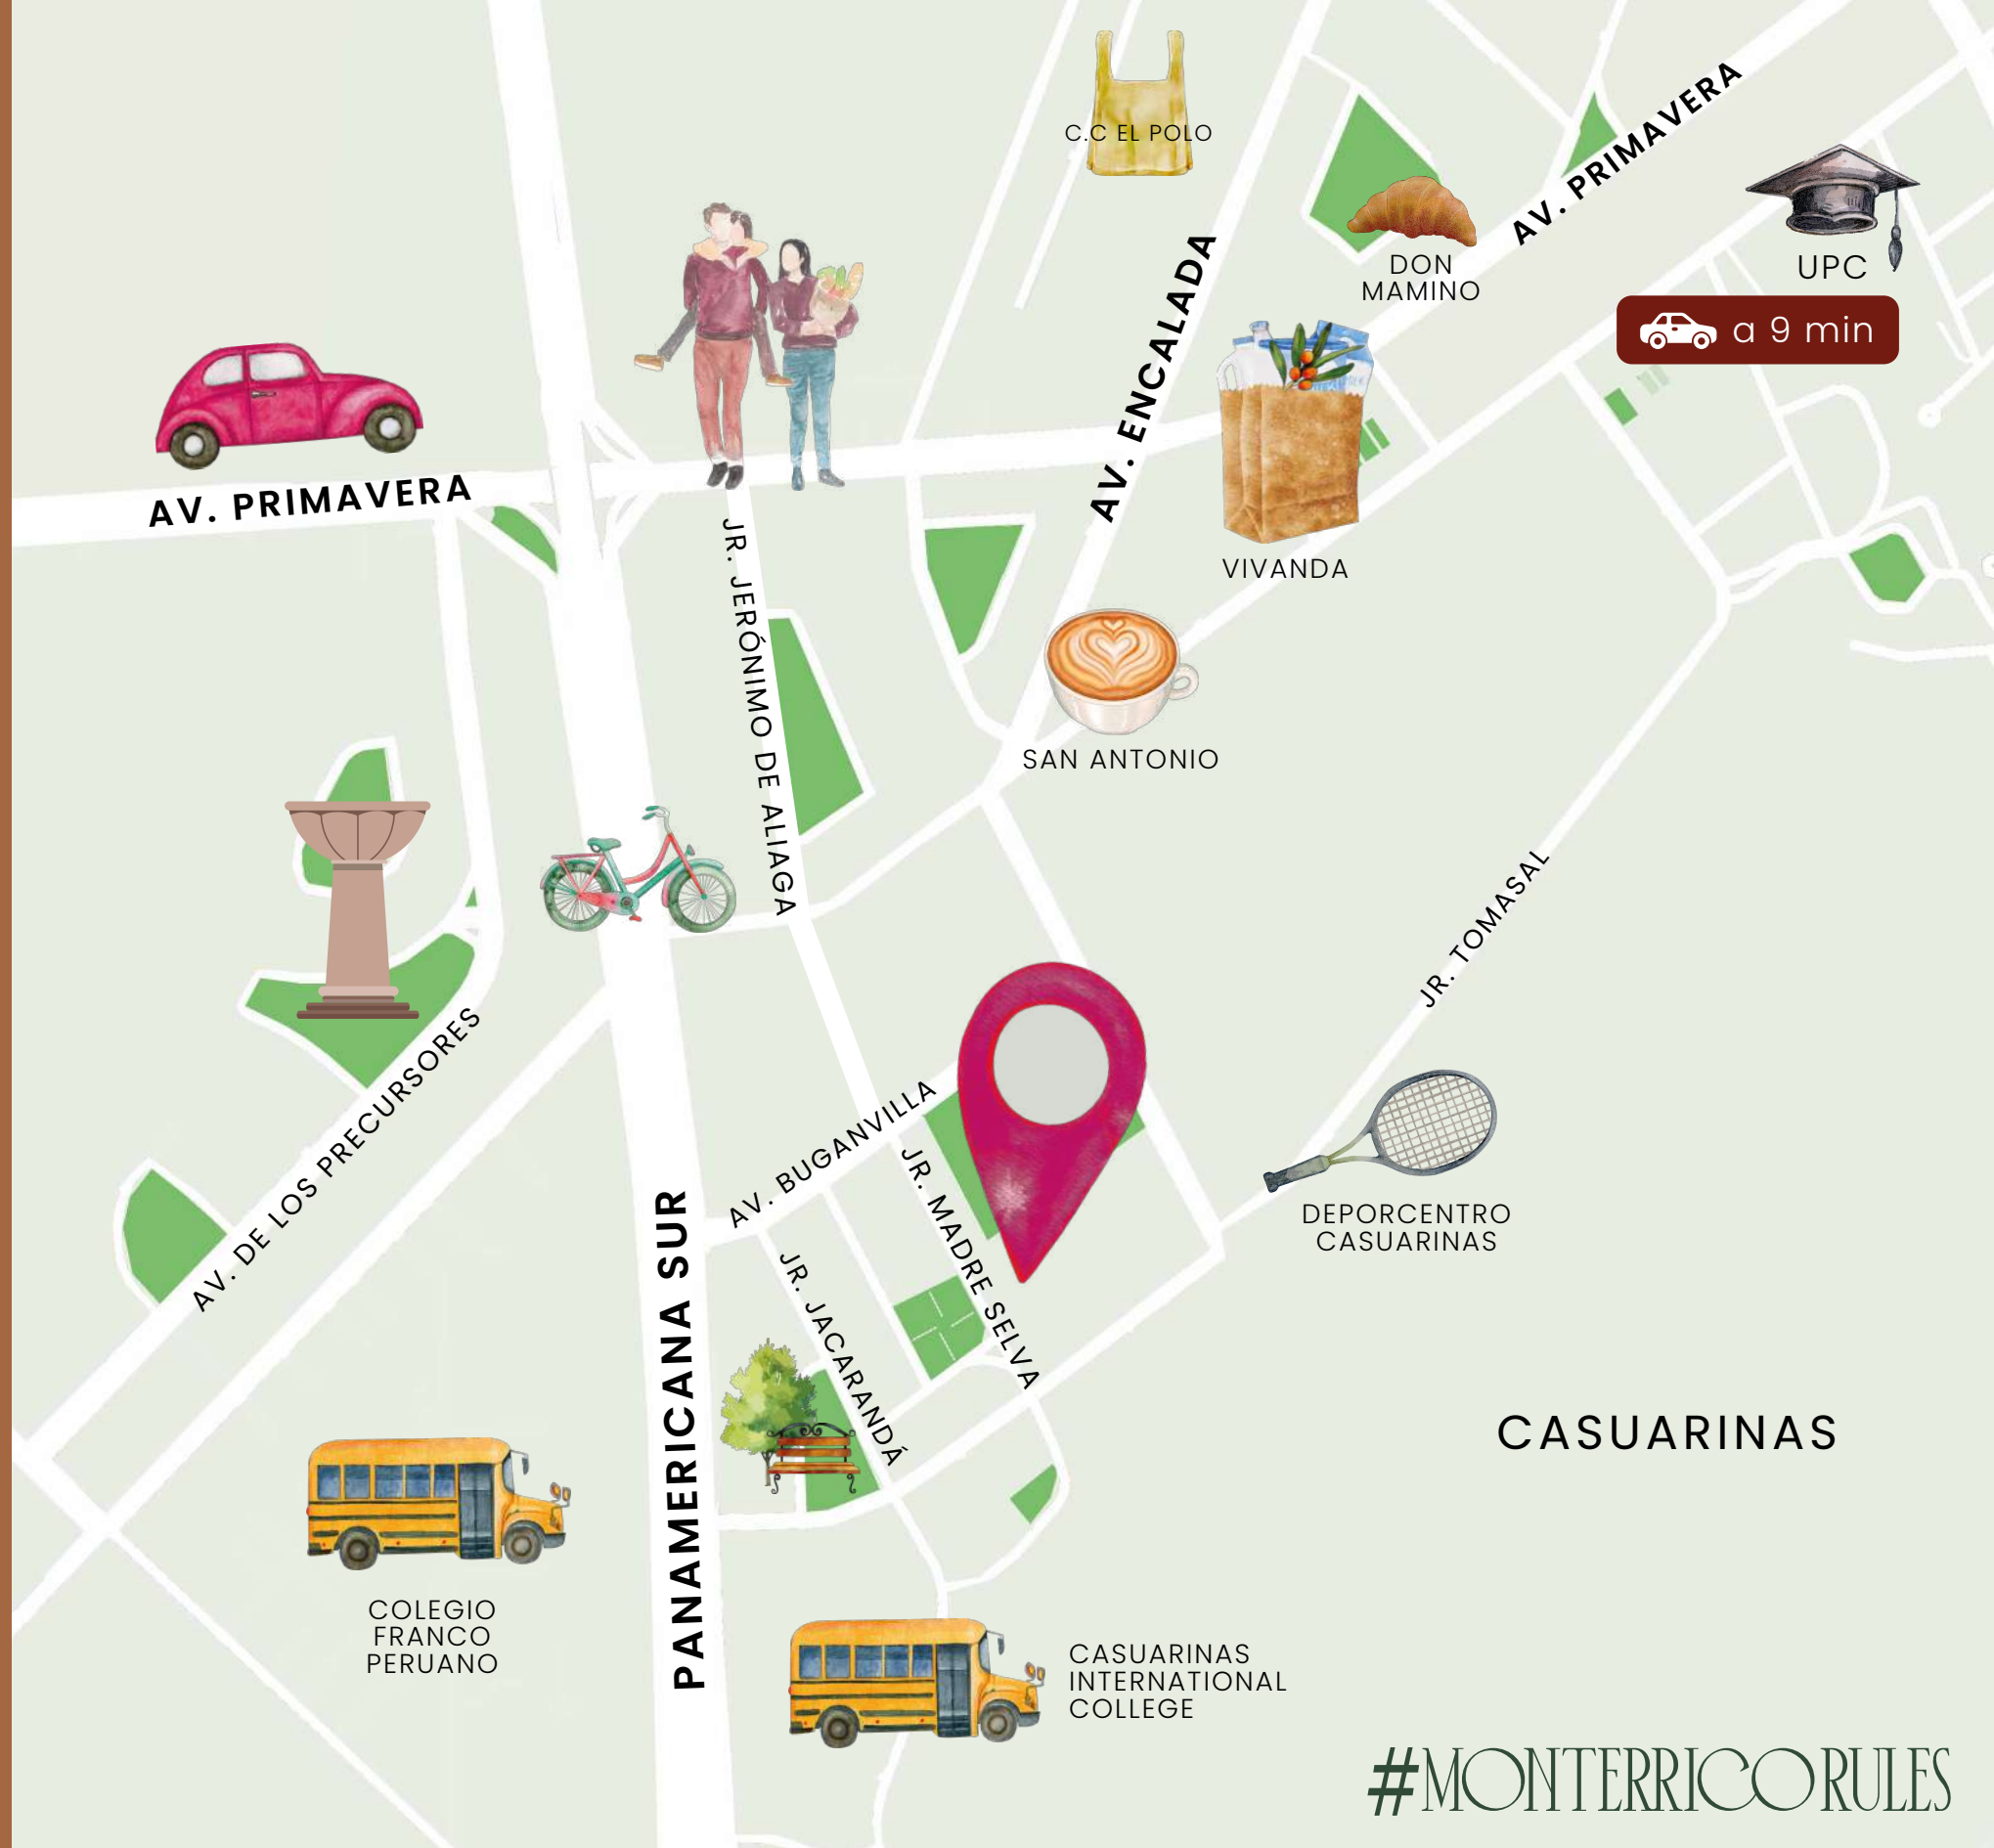 C.C EL POLO
AV. PRIMAVERA
AV. ENCALADA
DON
MAMINO
UPC
a 9 min
AV. PRIMAVERA
VIVANDA
JR. JERÓNIMO DE ALIAGA
SAN ANTONIO
JR. TOMASAL
AV. DE LOS PRECURSORES
AV. BUGANVILLA
JR. MADRE SELVA
DEPORCENTRO
CASUARINAS
PANAMERICANA SUR
JR. JACARANDÁ
CASUARINAS
COLEGIO
FRANCO
PERUANO
CASUARINAS
INTERNATIONAL
COLLEGE
#MONTERRICORULES